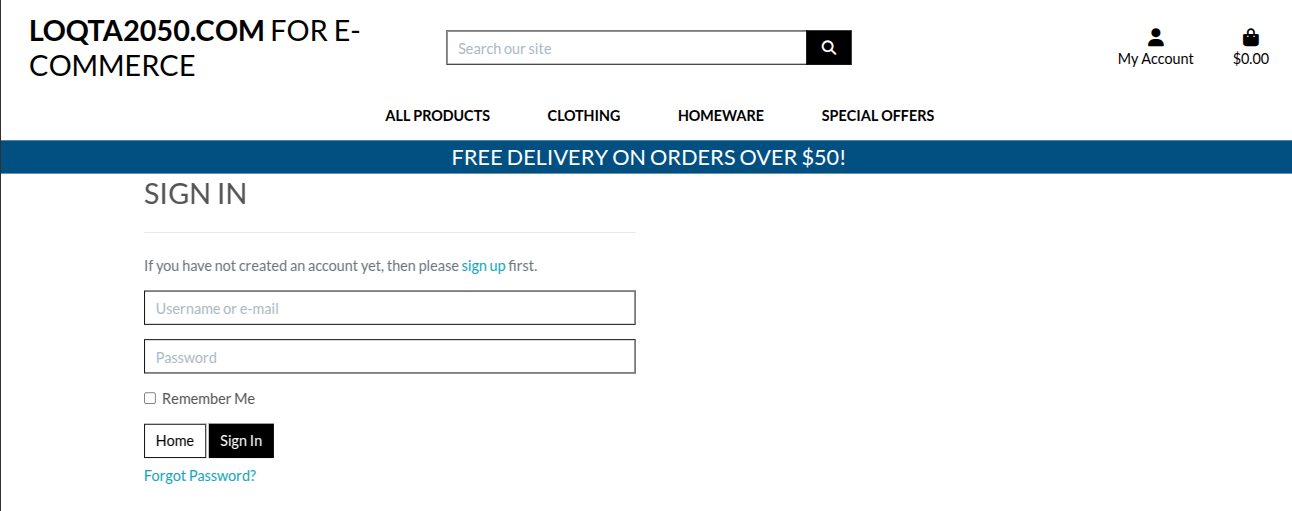 LOQTA2050.COM FOR E-
COMMERCE
Search our site
My Account
$0.00
ALL PRODUCTS CLOTHING HOMEWARE SPECIAL OFFERS
FREE DELIVERY ON ORDERS OVER $50!
SIGN IN
If you have not created an account yet, then please sign up first.
Username or e-mail
Password
Remember Me
Home Sign In
Forgot Password?